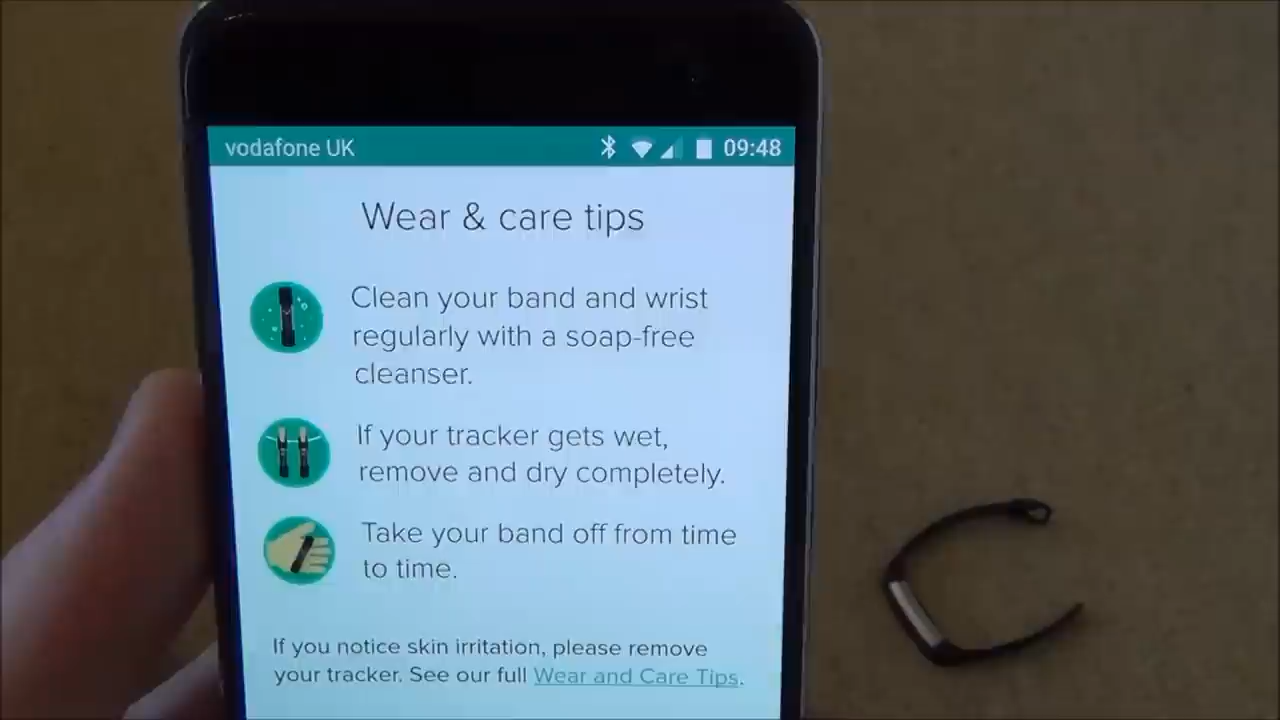 vodafone UK 09:48
Wear & care tips
Clean your band and wrist
regularly with a soap-free
cleanser.
If your tracker gets wet,
remove and dry completely.
Take your band off from time
to time.
If you notice skin irritation, please remove
your tracker. See our full Wear and Care Tips.